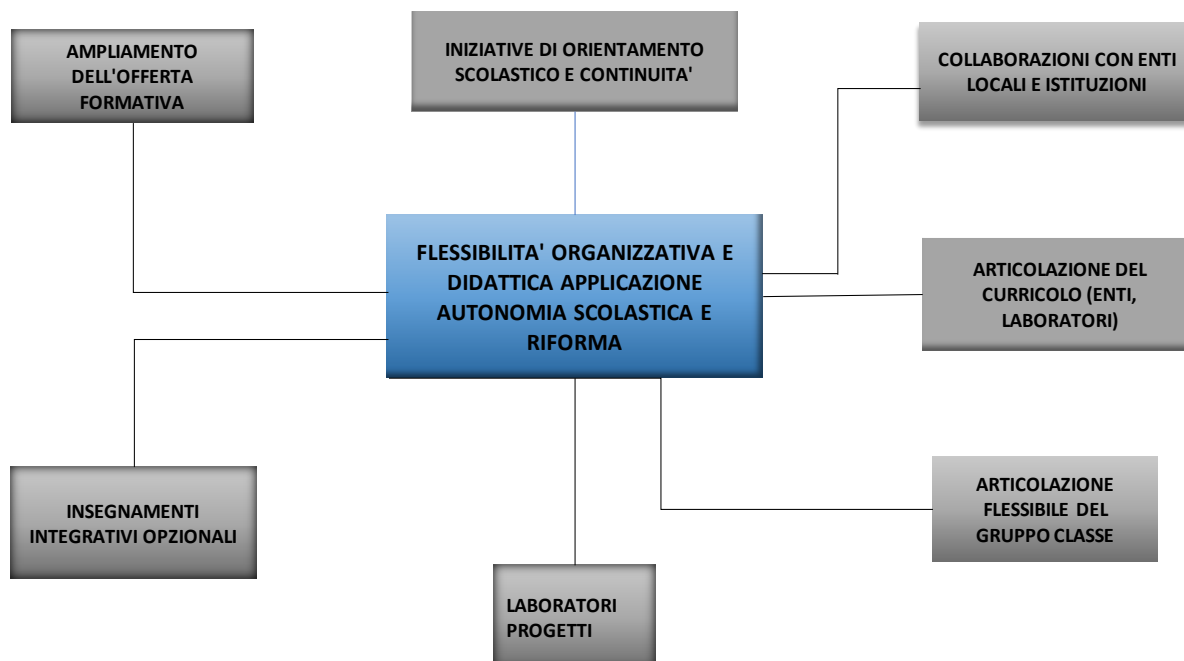 AMPLIAMENTO
DELL'OFFERTA
FORMATIVA
INIZIATIVE DI ORIENTAMENTO
SCOLASTICO E CONTINUITA'
COLLABORAZIONI CON ENTI
LOCALI E ISTITUZIONI
FLESSIBILITA' ORGANIZZATIVA E
DIDATTICA APPLICAZIONE
AUTONOMIA SCOLASTICA E
RIFORMA
ARTICOLAZIONE DEL
CURRICOLO (ENTI,
LABORATORI)
INSEGNAMENTI
INTEGRATIVI OPZIONALI
ARTICOLAZIONE
FLESSIBILE DEL
GRUPPO CLASSE
LABORATORI
PROGETTI